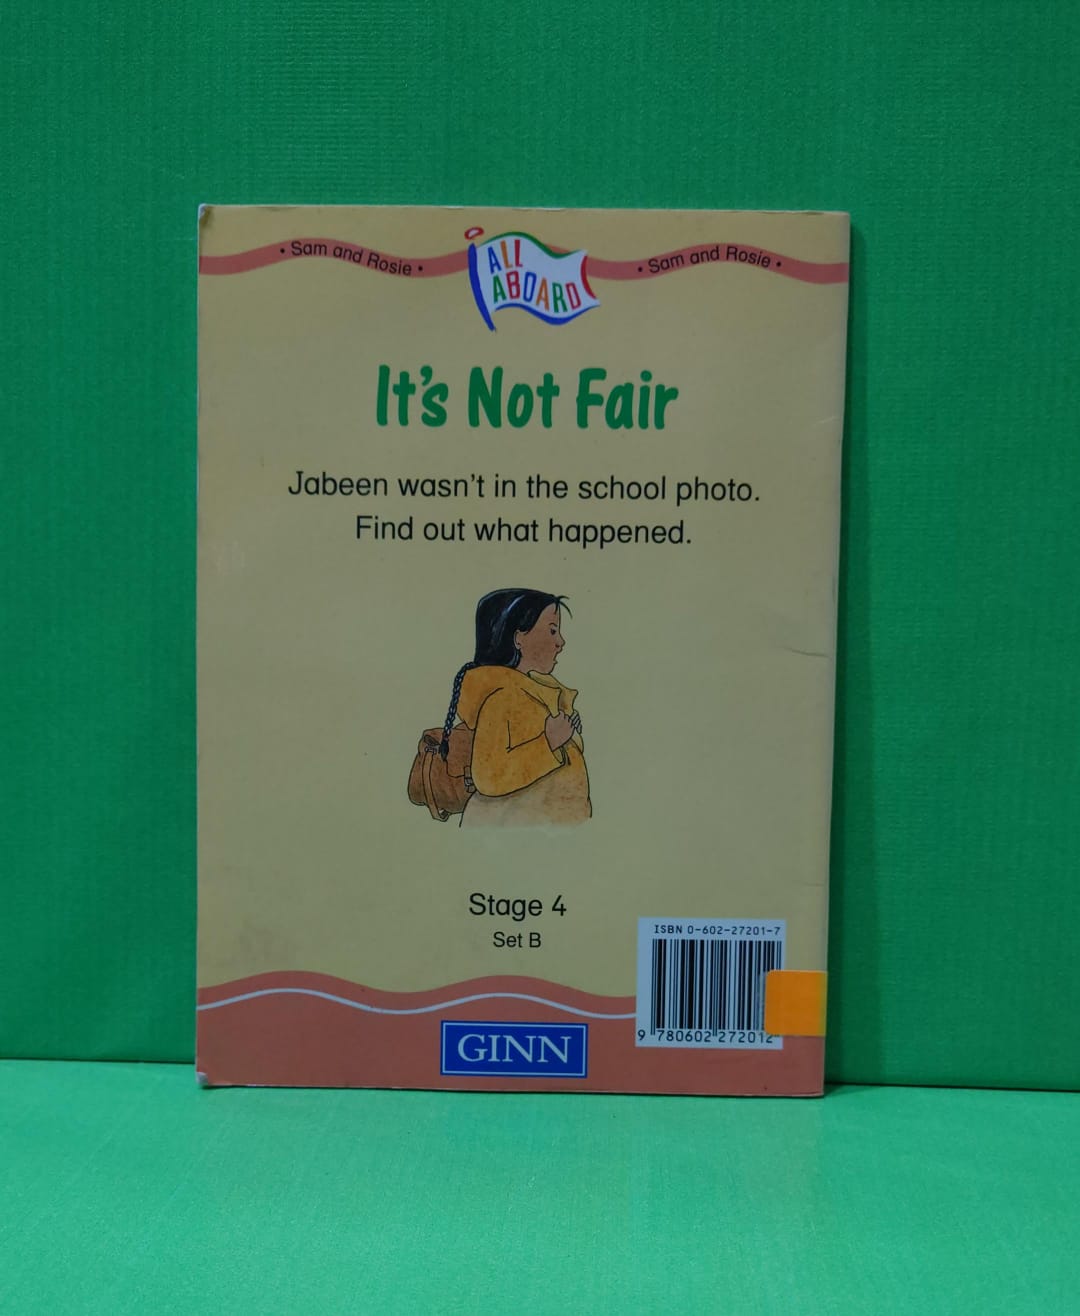 • Sam and Rosie •
ALL
ABOARD
• Sam and Rosie •
It's Not Fair
Jabeen wasn't in the school photo.
Find out what happened.
Stage 4
Set B
ISBN 0-602-27201-7
9 780602 272012
GINN